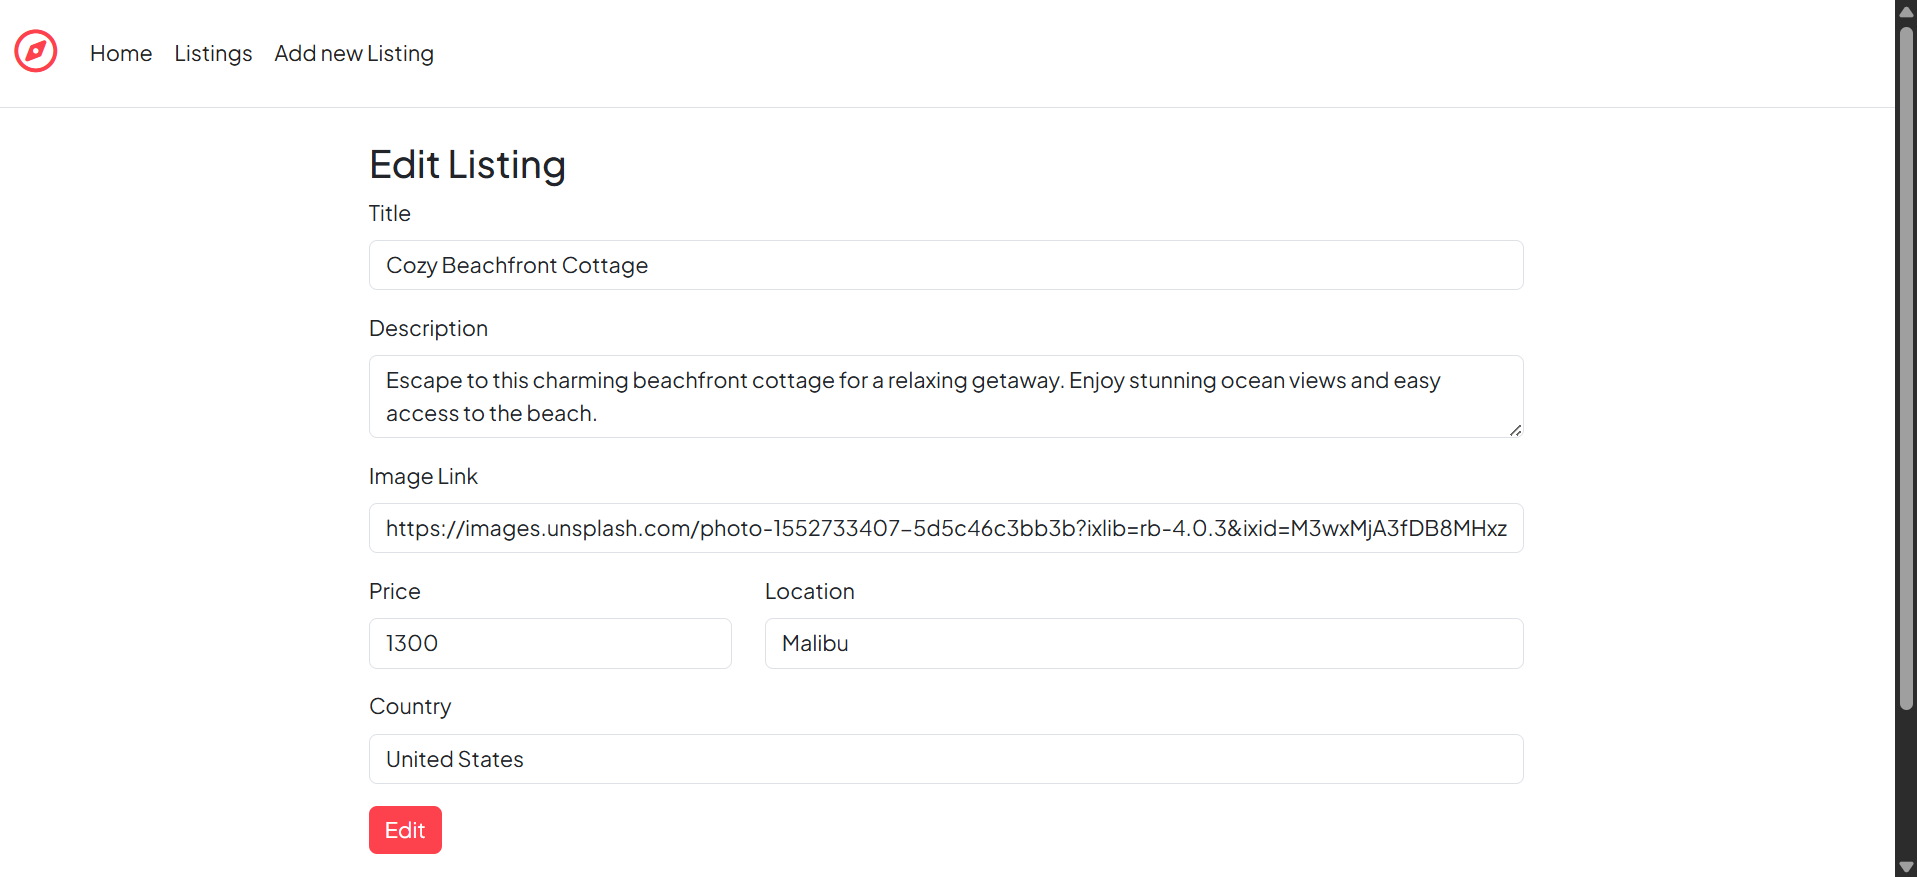 Home Listings Add new Listing
Edit Listing
Title
Cozy Beachfront Cottage
Description
Escape to this charming beachfront cottage for a relaxing getaway. Enjoy stunning ocean views and easy
access to the beach.
Image Link
https://images.unsplash.com/photo-1552733407-5d5c46c3bb3b?ixlib=rb-4.0.3&ixid=M3wxMjA3fDB8MHxz
Price Location
1300 Malibu
Country
United States
Edit